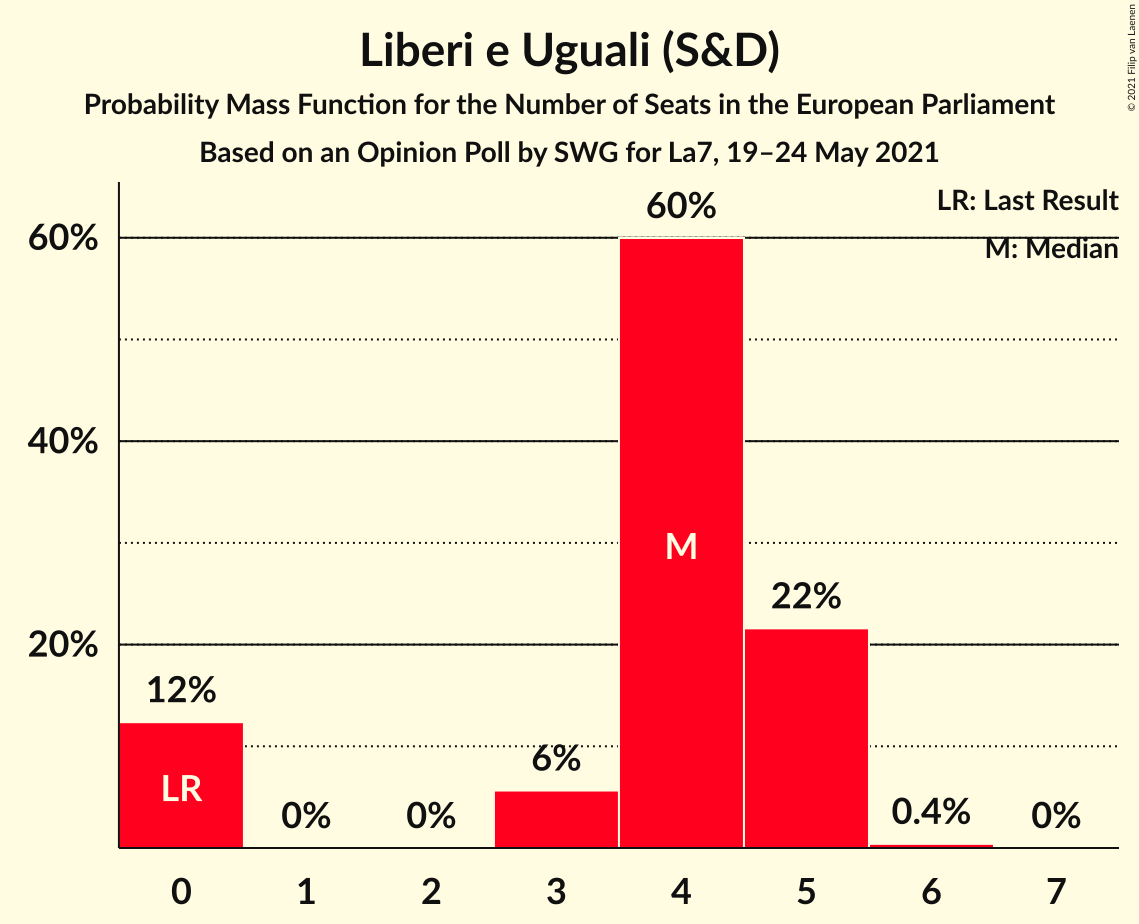 © 2021 Filip van Laenen
Liberi e Uguali (S&D)
Probability Mass Function for the Number of Seats in the European Parliament
Based on an Opinion Poll by SWG for La7, 19–24 May 2021
LR: Last Result
M: Median
60%
40%
20%
12%
0%
0%
6%
60%
22%
0.4%
0%
LR
M
0 1 2 3 4 5 6 7